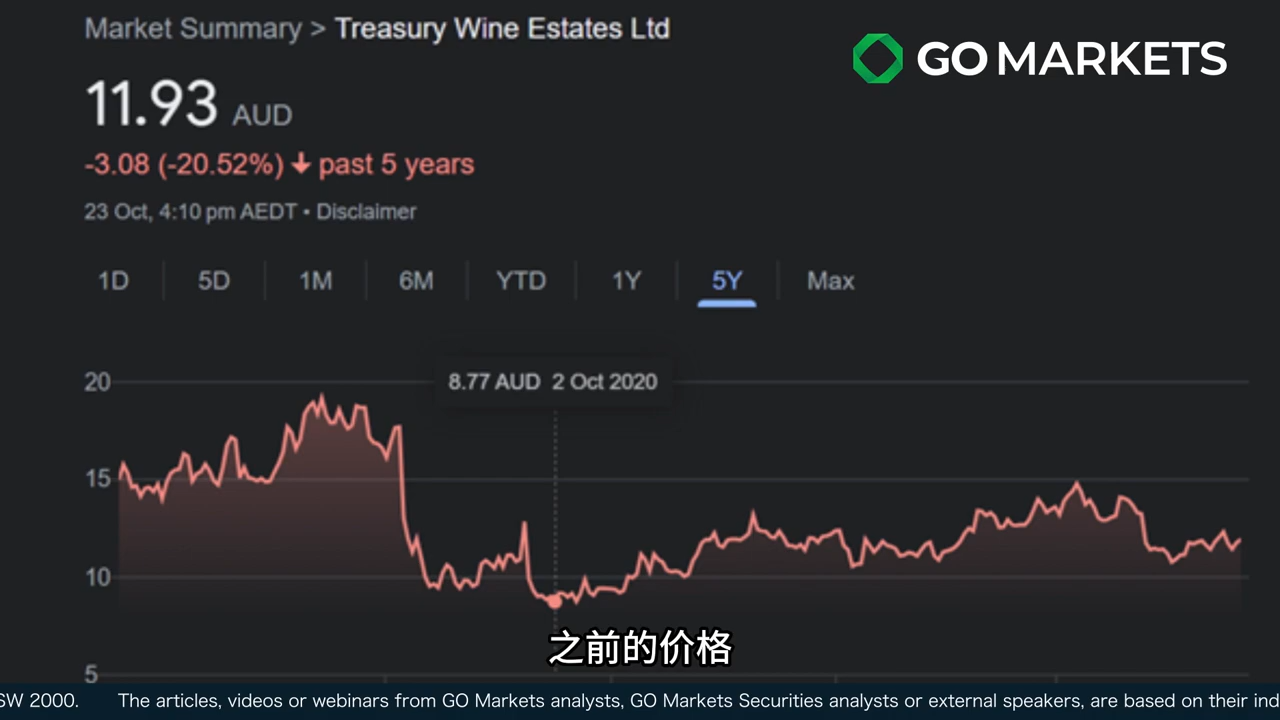 Market Summary > Treasury Wine Estates Ltd
GO MARKETS
11.93 AUD
-3.08 (-20.52%) ↓ past 5 years
23 Oct, 4:10 pm AEDT • Disclaimer
1D 5D 1M 6M YTD 1Y 5Y Max
8.77 AUD 2 Oct 2020
20
15
10
5
之前的价格
SW 2000. The articles, videos or webinars from GO Markets analysts, GO Markets Securities analysts or external speakers, are based on their ind